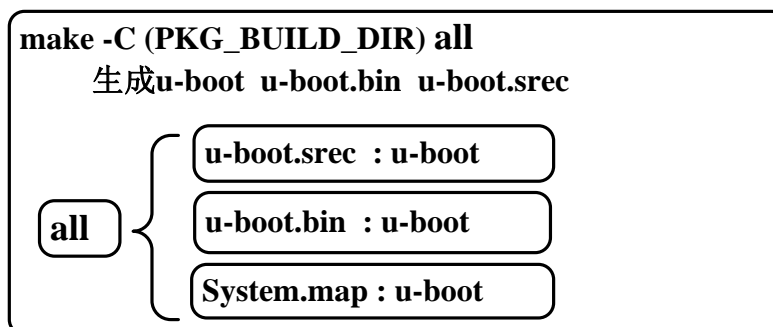 make -C (PKG_BUILD_DIR) all
生成u-boot u-boot.bin u-boot.srec
u-boot.srec : u-boot
all
u-boot.bin : u-boot
System.map : u-boot